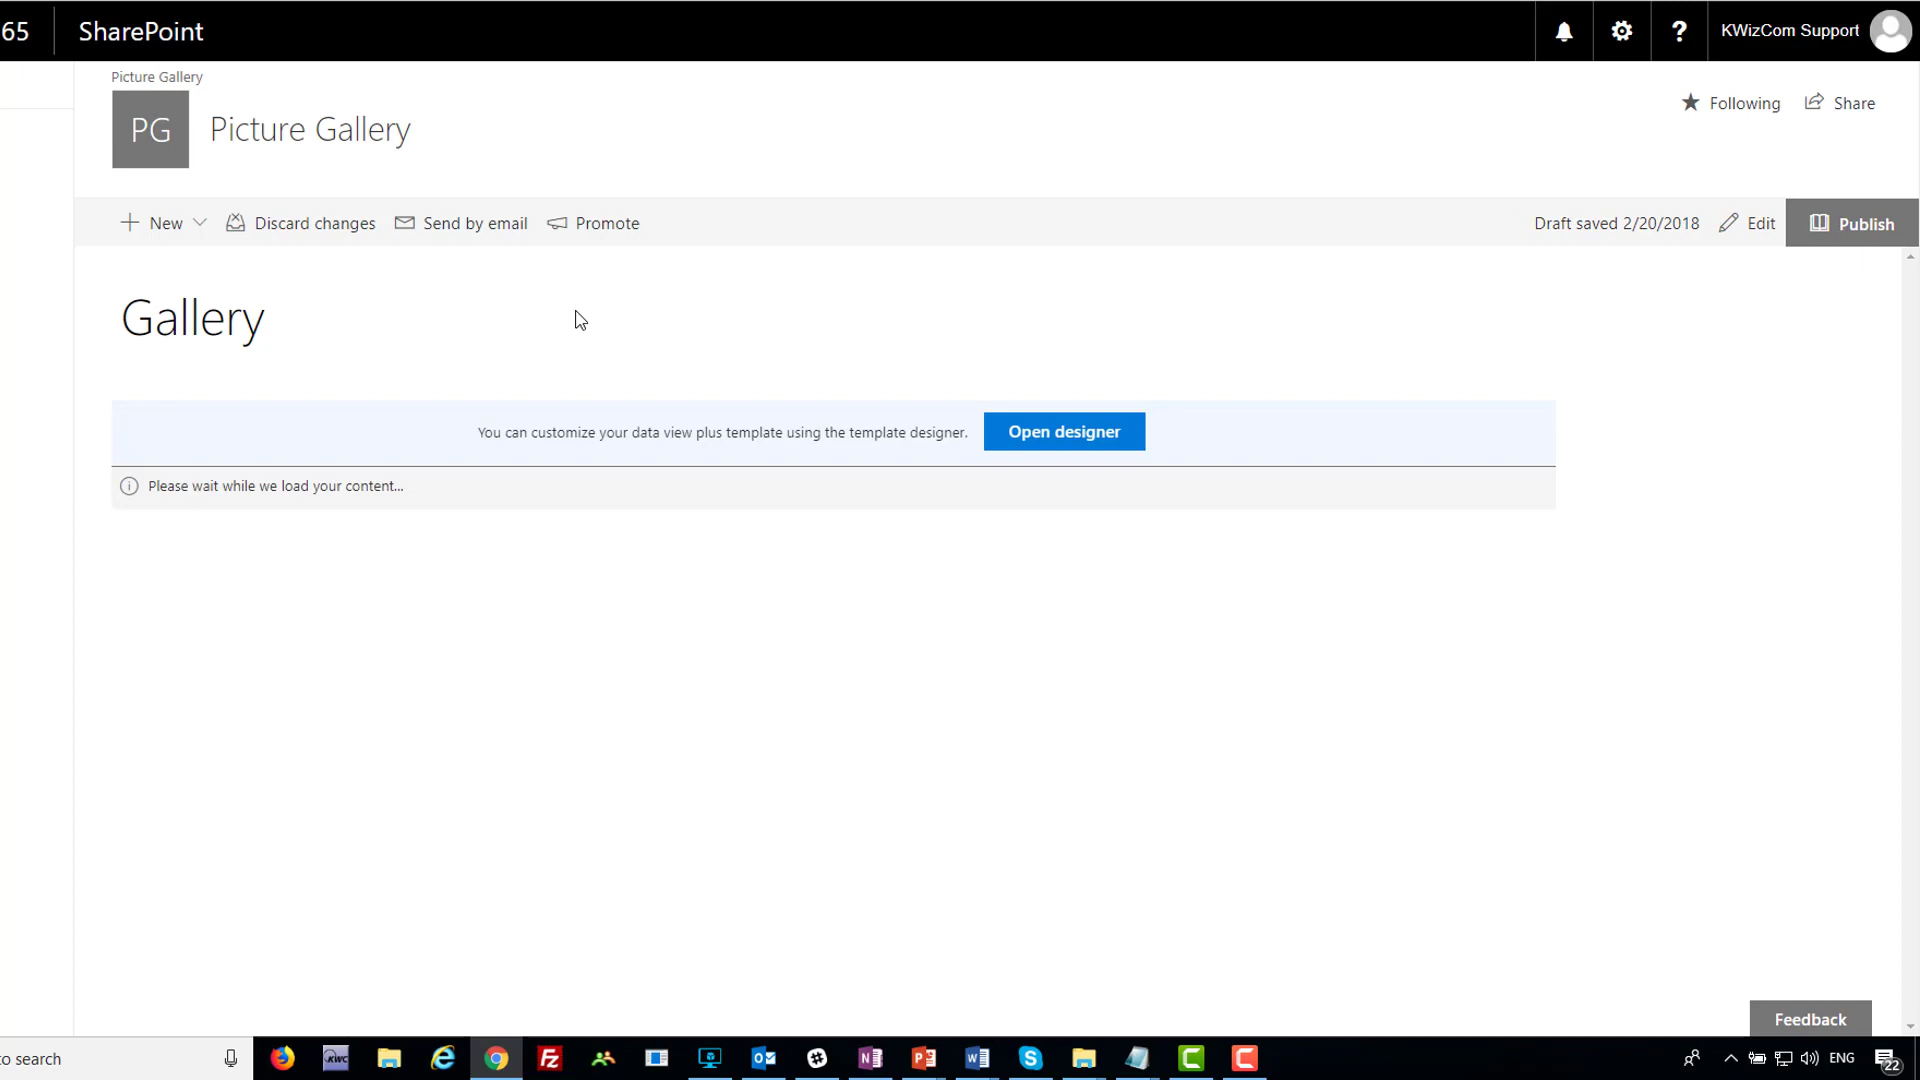 65
SharePoint
KWizCom Support
Picture Gallery
PG
Picture Gallery
Following
Share
New
Discard changes
Send by email
Promote
Draft saved 2/20/2018
Edit
Publish
Gallery
You can customize your data view plus template using the template designer.
Open designer
Please wait while we load your content...
Feedback
to search
KWC
ENG
22